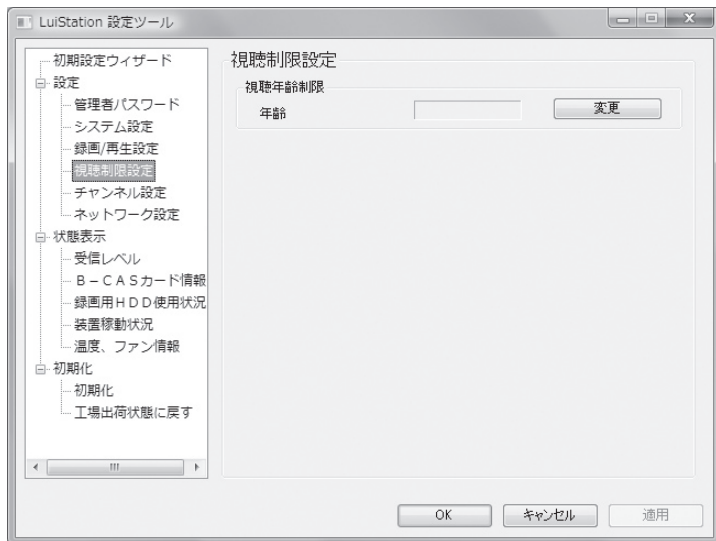 LuiStation 設定ツール
初期設定ウィザード
設定
管理者パスワード
システム設定
録画/再生設定
視聴制限設定
チャンネル設定
ネットワーク設定
状態表示
受信レベル
B－CASカード情報
録画用HDD使用状況
装置稼動状況
温度、ファン情報
初期化
初期化
工場出荷状態に戻す
視聴制限設定
視聴年齢制限
年齢
変更
OK
キャンセル
適用